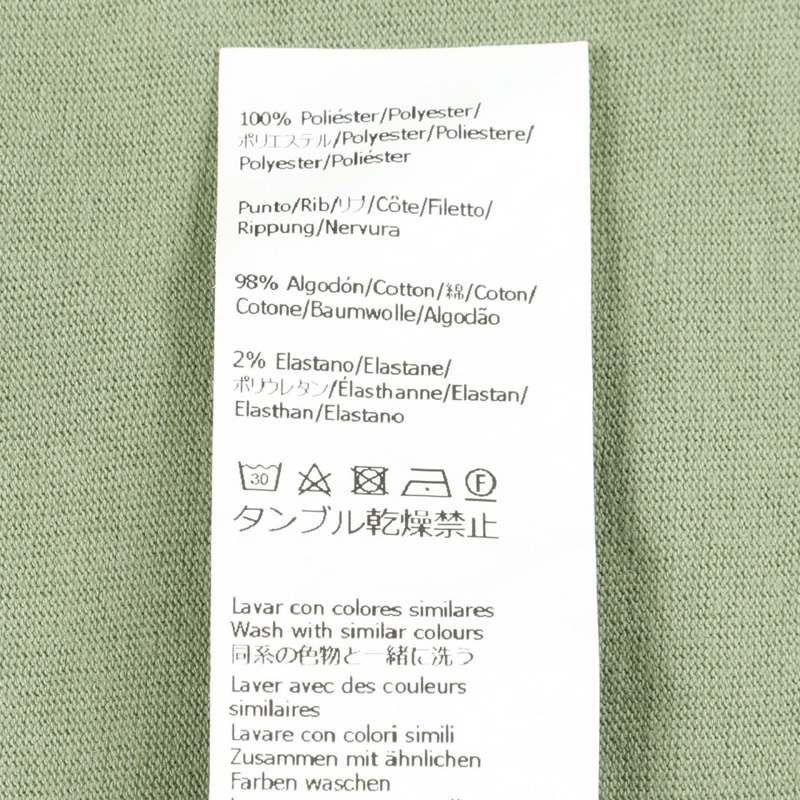 100% Poliéster/Polyester/
ポリエステル/Polyester/Poliestere/
Polyester/Poliéster
Punto/Rib/リブ/Côte/Filetto/
Rippung/Nervura
98% Algodón/Cotton/綿/Coton/
Cotone/Baumwolle/Algodão
2% Elastano/Elastane/
ポリウレタン/Élasthanne/Elastan/
Elasthan/Elastano
30 F
タンブル乾燥禁止
Lavar con colores similares
Wash with similar colours
同系の色物と一緒に洗う
Laver avec des couleurs
similaires
Lavare con colori simili
Zusammen mit ähnlichen
Farben waschen